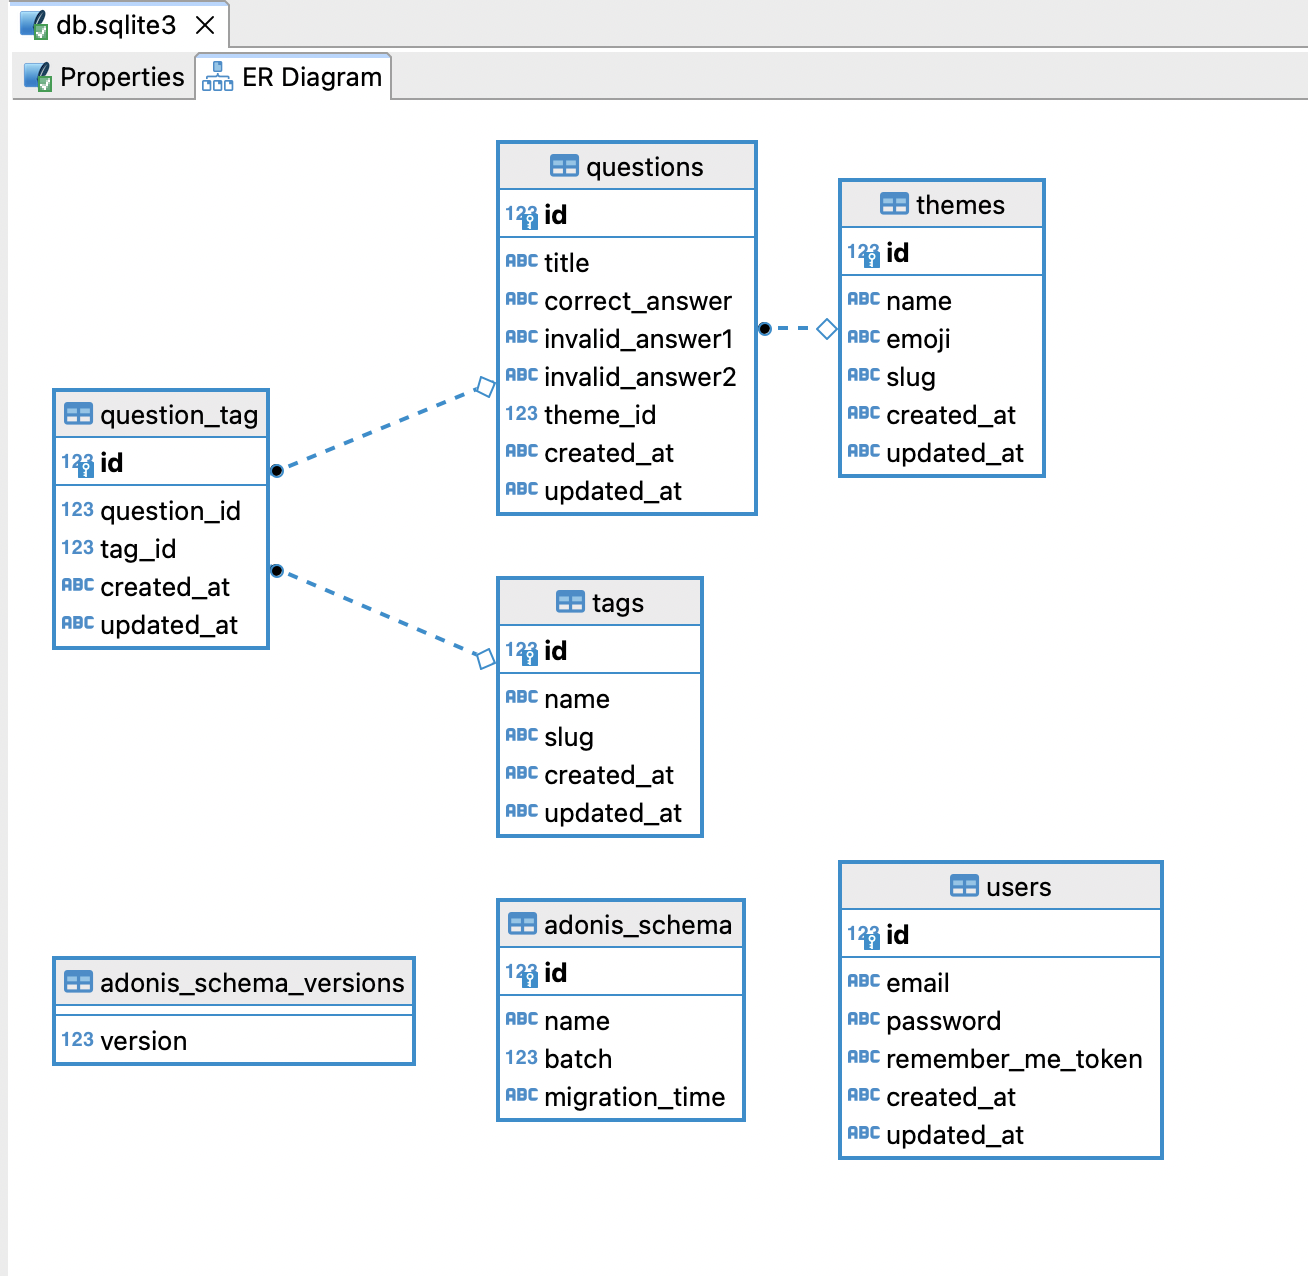 db.sqlite3
Properties
ER Diagram
questions
123 id
ABC title
ABC correct_answer
ABC invalid_answer1
ABC invalid_answer2
123 theme_id
ABC created_at
ABC updated_at
themes
123 id
ABC name
ABC emoji
ABC slug
ABC created_at
ABC updated_at
question_tag
123 id
123 question_id
123 tag_id
ABC created_at
ABC updated_at
tags
123 id
ABC name
ABC slug
ABC created_at
ABC updated_at
users
123 id
ABC email
ABC password
ABC remember_me_token
ABC created_at
ABC updated_at
adonis_schema
123 id
ABC name
123 batch
ABC migration_time
adonis_schema_versions
123 version